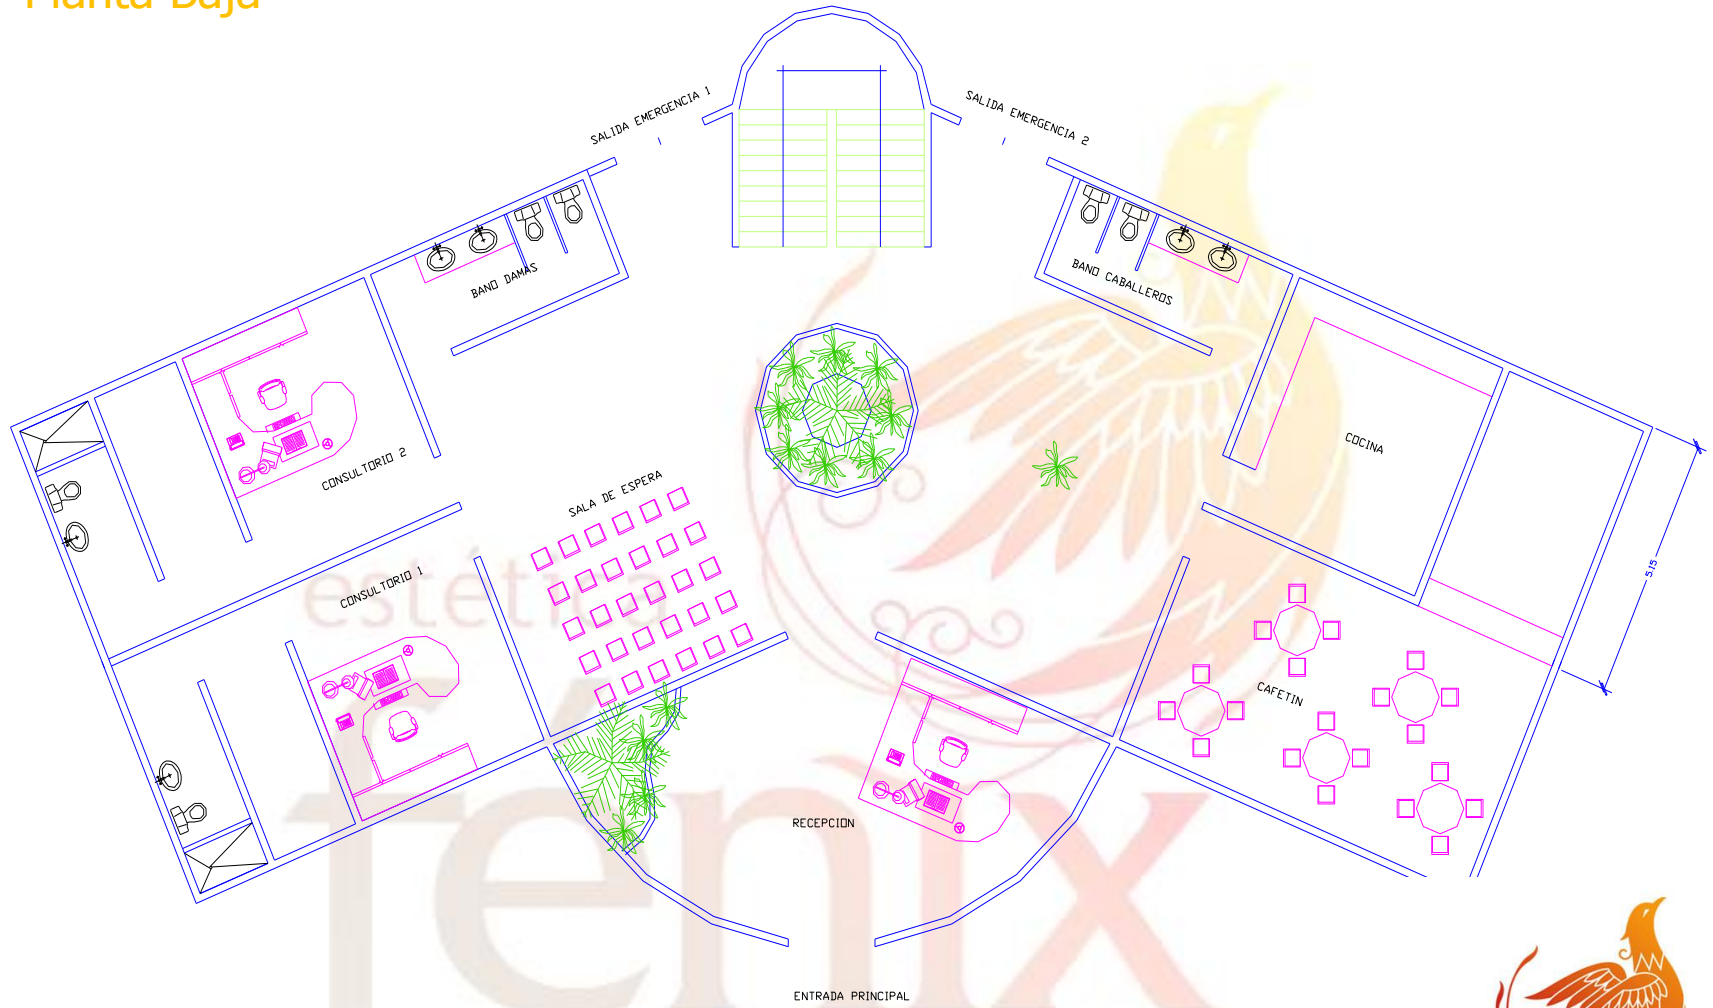 Planta Baja
SALIDA EMERGENCIA 1
SALIDA EMERGENCIA 2
BANO DAMAS
BANO CABALLEROS
COCINA
CONSULTORIO 2
SALA DE ESPERA
5.15
estética
CONSULTORIO 1
CAFETIN
fénix
RECEPCION
ENTRADA PRINCIPAL